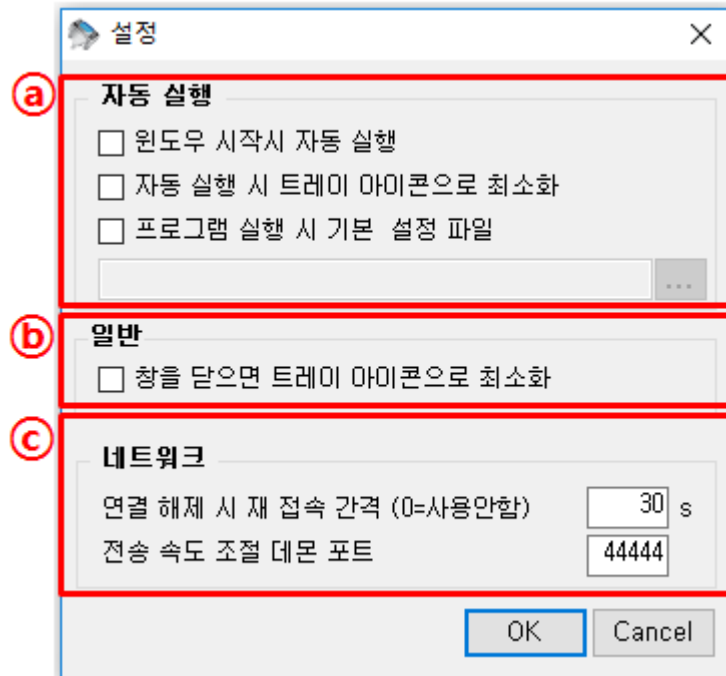 설정
ⓐ
자동 실행
윈도우 시작시 자동 실행
자동 실행 시 트레이 아이콘으로 최소화
프로그램 실행 시 기본 설정 파일
...
ⓑ
일반
창을 닫으면 트레이 아이콘으로 최소화
ⓒ
네트워크
연결 해제 시 재 접속 간격 (0=사용안함) 30 s
전송 속도 조절 데몬 포트 44444
OK Cancel